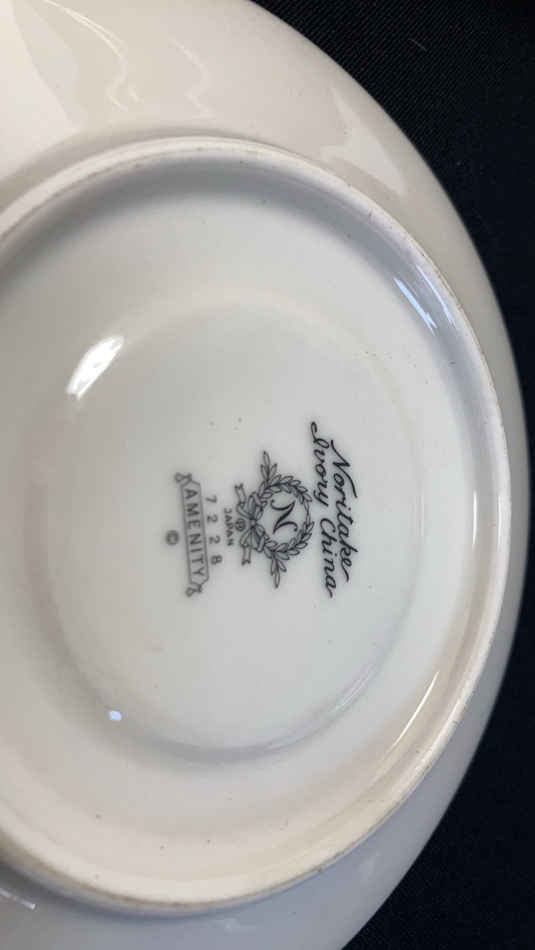 Noritake
Ivory China
N
JAPAN
7228
AMENITY
©